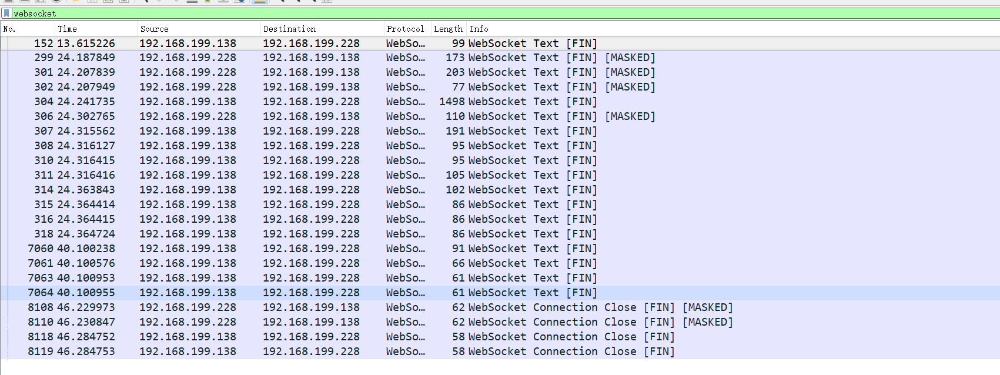 websocket
No. Time Source Destination Protocol Length Info
152 13.615226 192.168.199.138 192.168.199.228 WebSo… 99 WebSocket Text [FIN]
299 24.187849 192.168.199.228 192.168.199.138 WebSo… 173 WebSocket Text [FIN] [MASKED]
301 24.207839 192.168.199.228 192.168.199.138 WebSo… 203 WebSocket Text [FIN] [MASKED]
302 24.207949 192.168.199.228 192.168.199.138 WebSo… 77 WebSocket Text [FIN] [MASKED]
304 24.241735 192.168.199.138 192.168.199.228 WebSo… 1498 WebSocket Text [FIN]
306 24.302765 192.168.199.228 192.168.199.138 WebSo… 110 WebSocket Text [FIN] [MASKED]
307 24.315562 192.168.199.138 192.168.199.228 WebSo… 191 WebSocket Text [FIN]
308 24.316127 192.168.199.138 192.168.199.228 WebSo… 95 WebSocket Text [FIN]
310 24.316415 192.168.199.138 192.168.199.228 WebSo… 95 WebSocket Text [FIN]
311 24.316416 192.168.199.138 192.168.199.228 WebSo… 105 WebSocket Text [FIN]
314 24.363843 192.168.199.138 192.168.199.228 WebSo… 102 WebSocket Text [FIN]
315 24.364414 192.168.199.138 192.168.199.228 WebSo… 86 WebSocket Text [FIN]
316 24.364415 192.168.199.138 192.168.199.228 WebSo… 86 WebSocket Text [FIN]
318 24.364724 192.168.199.138 192.168.199.228 WebSo… 86 WebSocket Text [FIN]
7060 40.100238 192.168.199.138 192.168.199.228 WebSo… 91 WebSocket Text [FIN]
7061 40.100576 192.168.199.138 192.168.199.228 WebSo… 66 WebSocket Text [FIN]
7063 40.100953 192.168.199.138 192.168.199.228 WebSo… 61 WebSocket Text [FIN]
7064 40.100955 192.168.199.138 192.168.199.228 WebSo… 61 WebSocket Text [FIN]
8108 46.229973 192.168.199.228 192.168.199.138 WebSo… 62 WebSocket Connection Close [FIN] [MASKED]
8110 46.230847 192.168.199.228 192.168.199.138 WebSo… 62 WebSocket Connection Close [FIN] [MASKED]
8118 46.284752 192.168.199.138 192.168.199.228 WebSo… 58 WebSocket Connection Close [FIN]
8119 46.284753 192.168.199.138 192.168.199.228 WebSo… 58 WebSocket Connection Close [FIN]